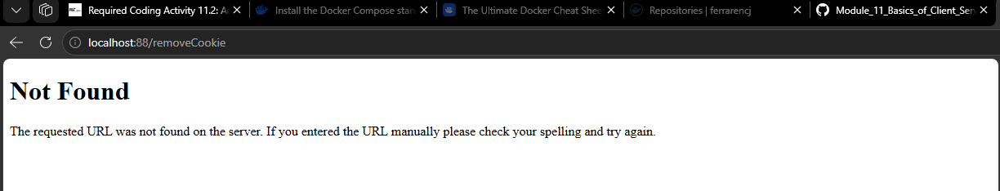 Required Coding Activity 11.2: A
Install the Docker Compose stan
The Ultimate Docker Cheat Shee
Repositories | ferrarencj
Module_11_Basics_of_Client_Ser
localhost:88/removeCookie
Not Found
The requested URL was not found on the server. If you entered the URL manually please check your spelling and try again.